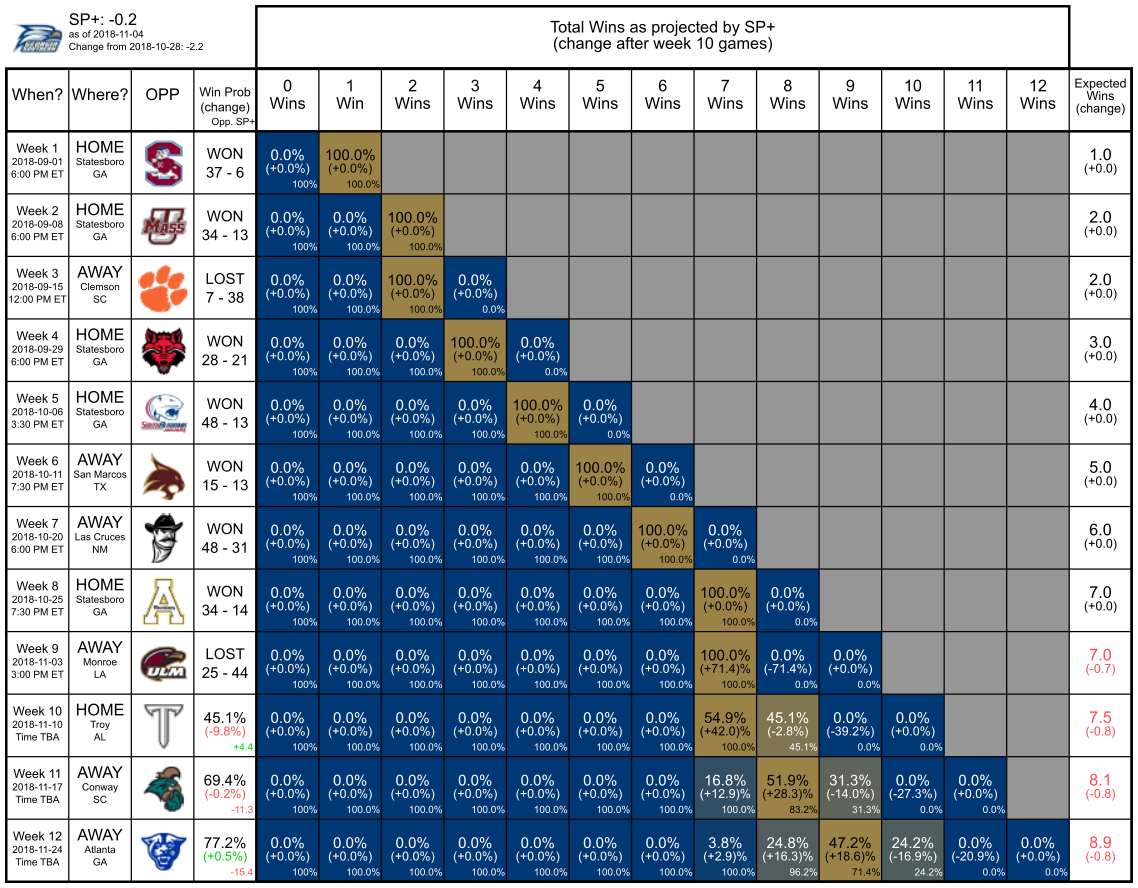 SP+: -0.2
as of 2018-11-04
Change from 2018-10-28: -2.2
Total Wins as projected by SP+
(change after week 10 games)
When? Where? OPP Win Prob (change) Opp. SP+ 0 Wins 1 Win 2 Wins 3 Wins 4 Wins 5 Wins 6 Wins 7 Wins 8 Wins 9 Wins 10 Wins 11 Wins 12 Wins Expected Wins (change)
Week 1 HOME WON 0.0% 100.0% 1.0
2018-09-01 Statesboro S 37 - 6 (+0.0%) (+0.0%) (+0.0)
6:00 PM ET GA 100% 100.0%
Week 2 HOME WON 0.0% 0.0% 100.0% 2.0
2018-09-08 Statesboro U MASS 34 - 13 (+0.0%) (+0.0%) (+0.0%) (+0.0)
6:00 PM ET GA 100% 100.0% 100.0%
Week 3 AWAY LOST 0.0% 0.0% 100.0% 0.0% 2.0
2018-09-15 Clemson 7 - 38 (+0.0%) (+0.0%) (+0.0%) (+0.0%) (+0.0)
12:00 PM ET SC 100% 100.0% 100.0% 0.0%
Week 4 HOME WON 0.0% 0.0% 0.0% 100.0% 0.0% 3.0
2018-09-29 Statesboro 28 - 21 (+0.0%) (+0.0%) (+0.0%) (+0.0%) (+0.0%) (+0.0)
6:00 PM ET GA 100% 100.0% 100.0% 100.0% 0.0%
Week 5 HOME WON 0.0% 0.0% 0.0% 0.0% 100.0% 0.0% 4.0
2018-10-06 Statesboro 48 - 13 (+0.0%) (+0.0%) (+0.0%) (+0.0%) (+0.0%) (+0.0%) (+0.0)
3:30 PM ET GA 100% 100.0% 100.0% 100.0% 100.0% 0.0%
Week 6 AWAY WON 0.0% 0.0% 0.0% 0.0% 0.0% 100.0% 0.0% 5.0
2018-10-11 San Marcos 15 - 13 (+0.0%) (+0.0%) (+0.0%) (+0.0%) (+0.0%) (+0.0%) (+0.0%) (+0.0)
7:30 PM ET TX 100% 100.0% 100.0% 100.0% 100.0% 100.0% 0.0%
Week 7 AWAY WON 0.0% 0.0% 0.0% 0.0% 0.0% 0.0% 100.0% 0.0% 6.0
2018-10-20 Las Cruces 48 - 31 (+0.0%) (+0.0%) (+0.0%) (+0.0%) (+0.0%) (+0.0%) (+0.0%) (+0.0%) (+0.0)
6:00 PM ET NM 100% 100.0% 100.0% 100.0% 100.0% 100.0% 100.0% 0.0%
Week 8 HOME WON 0.0% 0.0% 0.0% 0.0% 0.0% 0.0% 0.0% 100.0% 0.0% 7.0
2018-10-25 Statesboro A 34 - 14 (+0.0%) (+0.0%) (+0.0%) (+0.0%) (+0.0%) (+0.0%) (+0.0%) (+0.0%) (+0.0%) (+0.0)
7:30 PM ET GA 100% 100.0% 100.0% 100.0% 100.0% 100.0% 100.0% 100.0% 0.0%
Week 9 AWAY LOST 0.0% 0.0% 0.0% 0.0% 0.0% 0.0% 0.0% 100.0% 0.0% 0.0% 7.0
2018-11-03 Monroe ULM 25 - 44 (+0.0%) (+0.0%) (+0.0%) (+0.0%) (+0.0%) (+0.0%) (+0.0%) (+71.4)% (-71.4%) (+0.0%) (-0.7)
3:00 PM ET LA 100% 100.0% 100.0% 100.0% 100.0% 100.0% 100.0% 100.0% 0.0% 0.0%
Week 10 HOME 45.1% 0.0% 0.0% 0.0% 0.0% 0.0% 0.0% 0.0% 54.9% 45.1% 0.0% 0.0% 7.5
2018-11-10 Troy T (-9.8%) (+0.0%) (+0.0%) (+0.0%) (+0.0%) (+0.0%) (+0.0%) (+0.0%) (+42.0)% (-2.8%) (-39.2%) (+0.0%) (-0.8)
Time TBA AL +4.4 100% 100.0% 100.0% 100.0% 100.0% 100.0% 100.0% 100.0% 45.1% 0.0% 0.0%
Week 11 AWAY 69.4% 0.0% 0.0% 0.0% 0.0% 0.0% 0.0% 0.0% 16.8% 51.9% 31.3% 0.0% 0.0% 8.1
2018-11-17 Conway (-0.2%) (+0.0%) (+0.0%) (+0.0%) (+0.0%) (+0.0%) (+0.0%) (+0.0%) (+12.9)% (+28.3)% (-14.0%) (-27.3%) (+0.0%) (-0.8)
Time TBA SC -11.3 100% 100.0% 100.0% 100.0% 100.0% 100.0% 100.0% 100.0% 83.2% 31.3% 0.0% 0.0%
Week 12 AWAY 77.2% 0.0% 0.0% 0.0% 0.0% 0.0% 0.0% 0.0% 3.8% 24.8% 47.2% 24.2% 0.0% 0.0% 8.9
2018-11-24 Atlanta (+0.5%) (+0.0%) (+0.0%) (+0.0%) (+0.0%) (+0.0%) (+0.0%) (+0.0%) (+2.9)% (+16.3)% (+18.6)% (-16.9%) (-20.9%) (+0.0%) (-0.8)
Time TBA GA -15.4 100% 100.0% 100.0% 100.0% 100.0% 100.0% 100.0% 100.0% 96.2% 71.4% 24.2% 0.0% 0.0%